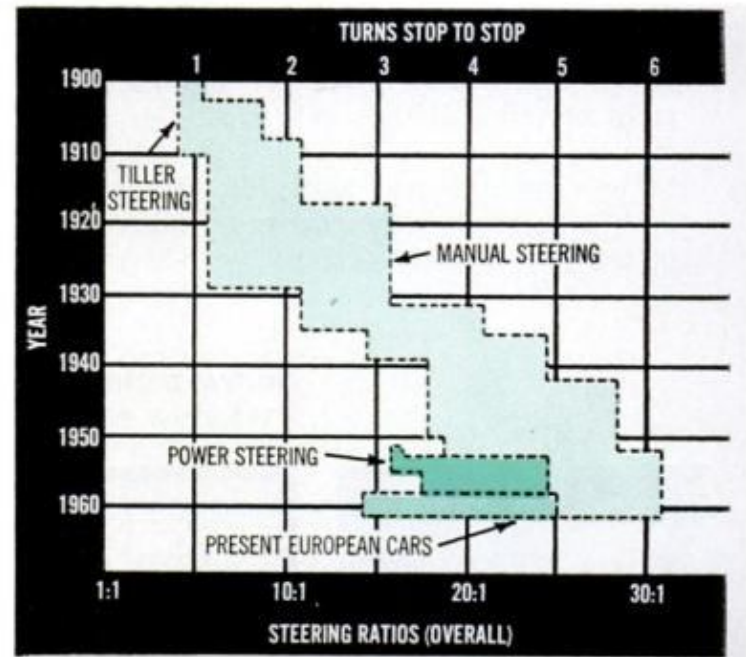 TURNS STOP TO STOP
1 2 3 4 5 6
1900
1910
TILLER
STEERING
1920
MANUAL STEERING
1930
YEAR
1940
1950
POWER STEERING
1960
PRESENT EUROPEAN CARS
1:1 10:1 20:1 30:1
STEERING RATIOS (OVERALL)